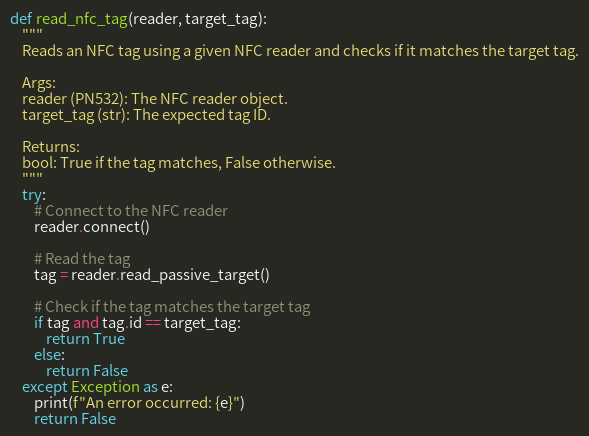 def read_nfc_tag(reader, target_tag):
    """
    Reads an NFC tag using a given NFC reader and checks if it matches the target tag.

    Args:
    reader (PN532): The NFC reader object.
    target_tag (str): The expected tag ID.

    Returns:
    bool: True if the tag matches, False otherwise.
    """
    try:
        # Connect to the NFC reader
        reader.connect()

        # Read the tag
        tag = reader.read_passive_target()

        # Check if the tag matches the target tag
        if tag and tag.id == target_tag:
            return True
        else:
            return False
    except Exception as e:
        print(f"An error occurred: {e}")
        return False